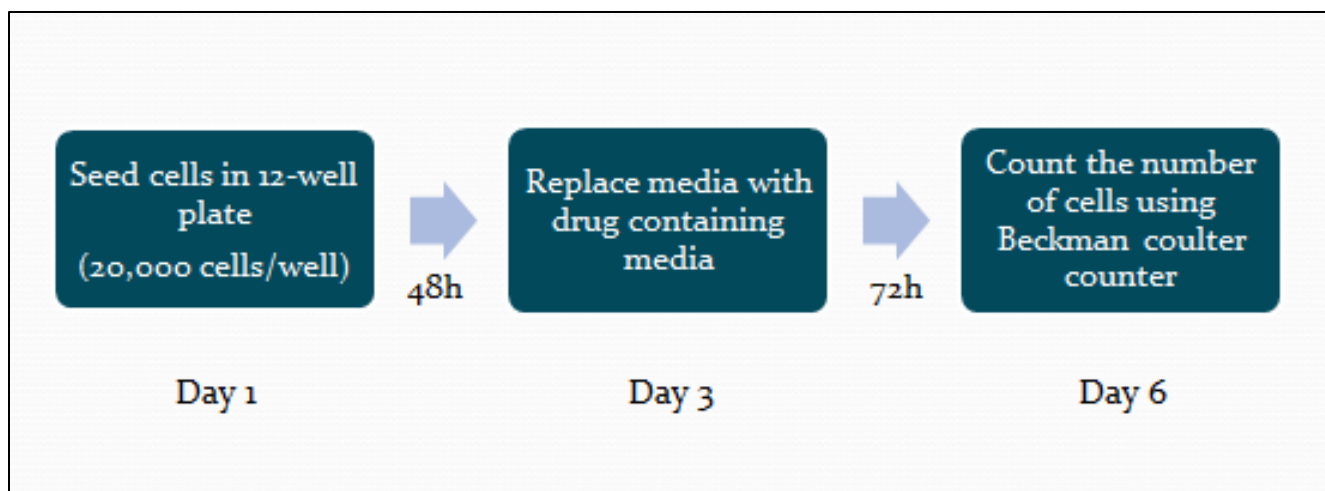 Seed cells in 12-well
plate
(20,000 cells/well)
48h
Replace media with
drug containing
media
72h
Count the number
of cells using
Beckman coulter
counter
Day 1
Day 3
Day 6